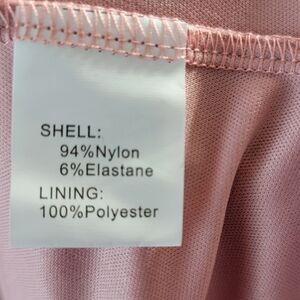 SHELL:
94%Nylon
6%Elastane
LINING:
100%Polyester